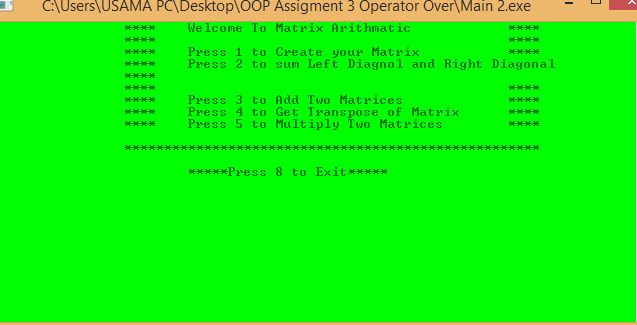 C:\Users\USAMA PC\Desktop\OOP Assigment 3 Operator Over\Main 2.exe
**** Welcome To Matrix Arithmatic ****
**** ****
**** Press 1 to Create your Matrix ****
**** Press 2 to sum Left Diagnol and Right Diagonal
****
**** ****
**** Press 3 to Add Two Matrices ****
**** Press 4 to Get Transpose of Matrix ****
**** Press 5 to Multiply Two Matrices ****
****************************************************
*****Press 8 to Exit*****